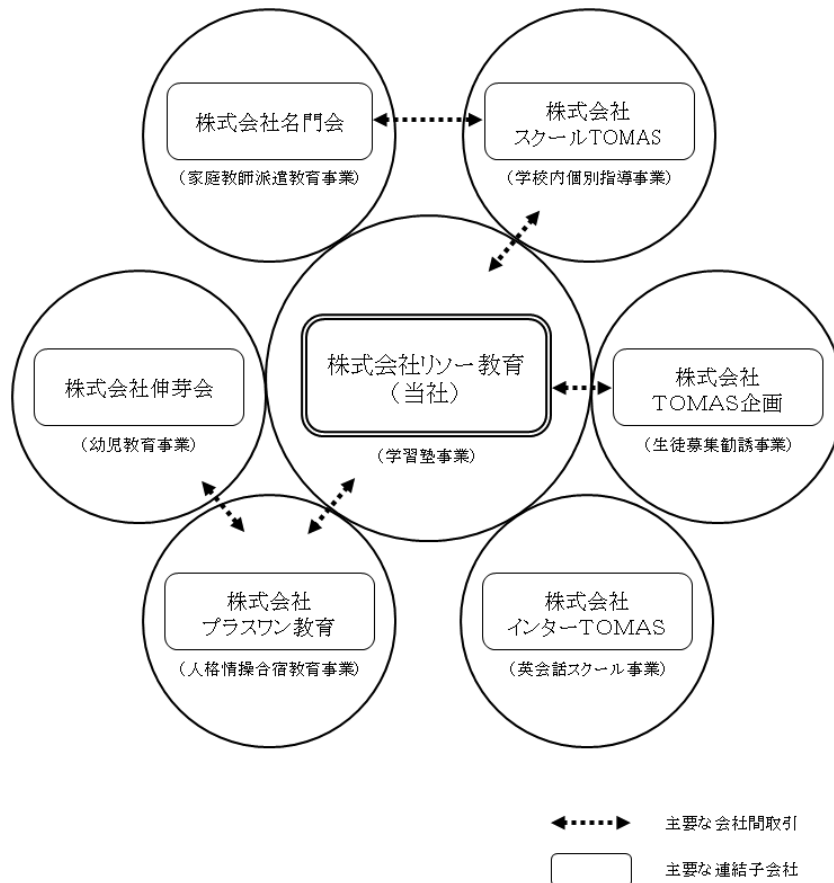 株式会社名門会
(家庭教師派遣教育事業)
株式会社
スクールTOMAS
(学校内個別指導事業)
株式会社伸芽会
(幼児教育事業)
株式会社リソー教育
(当社)
(学習塾事業)
株式会社
TOMAS企画
(生徒募集勧誘事業)
株式会社
プラスワン教育
(人格情操合宿教育事業)
株式会社
インターTOMAS
(英会話スクール事業)
主要な会社間取引
主要な連結子会社